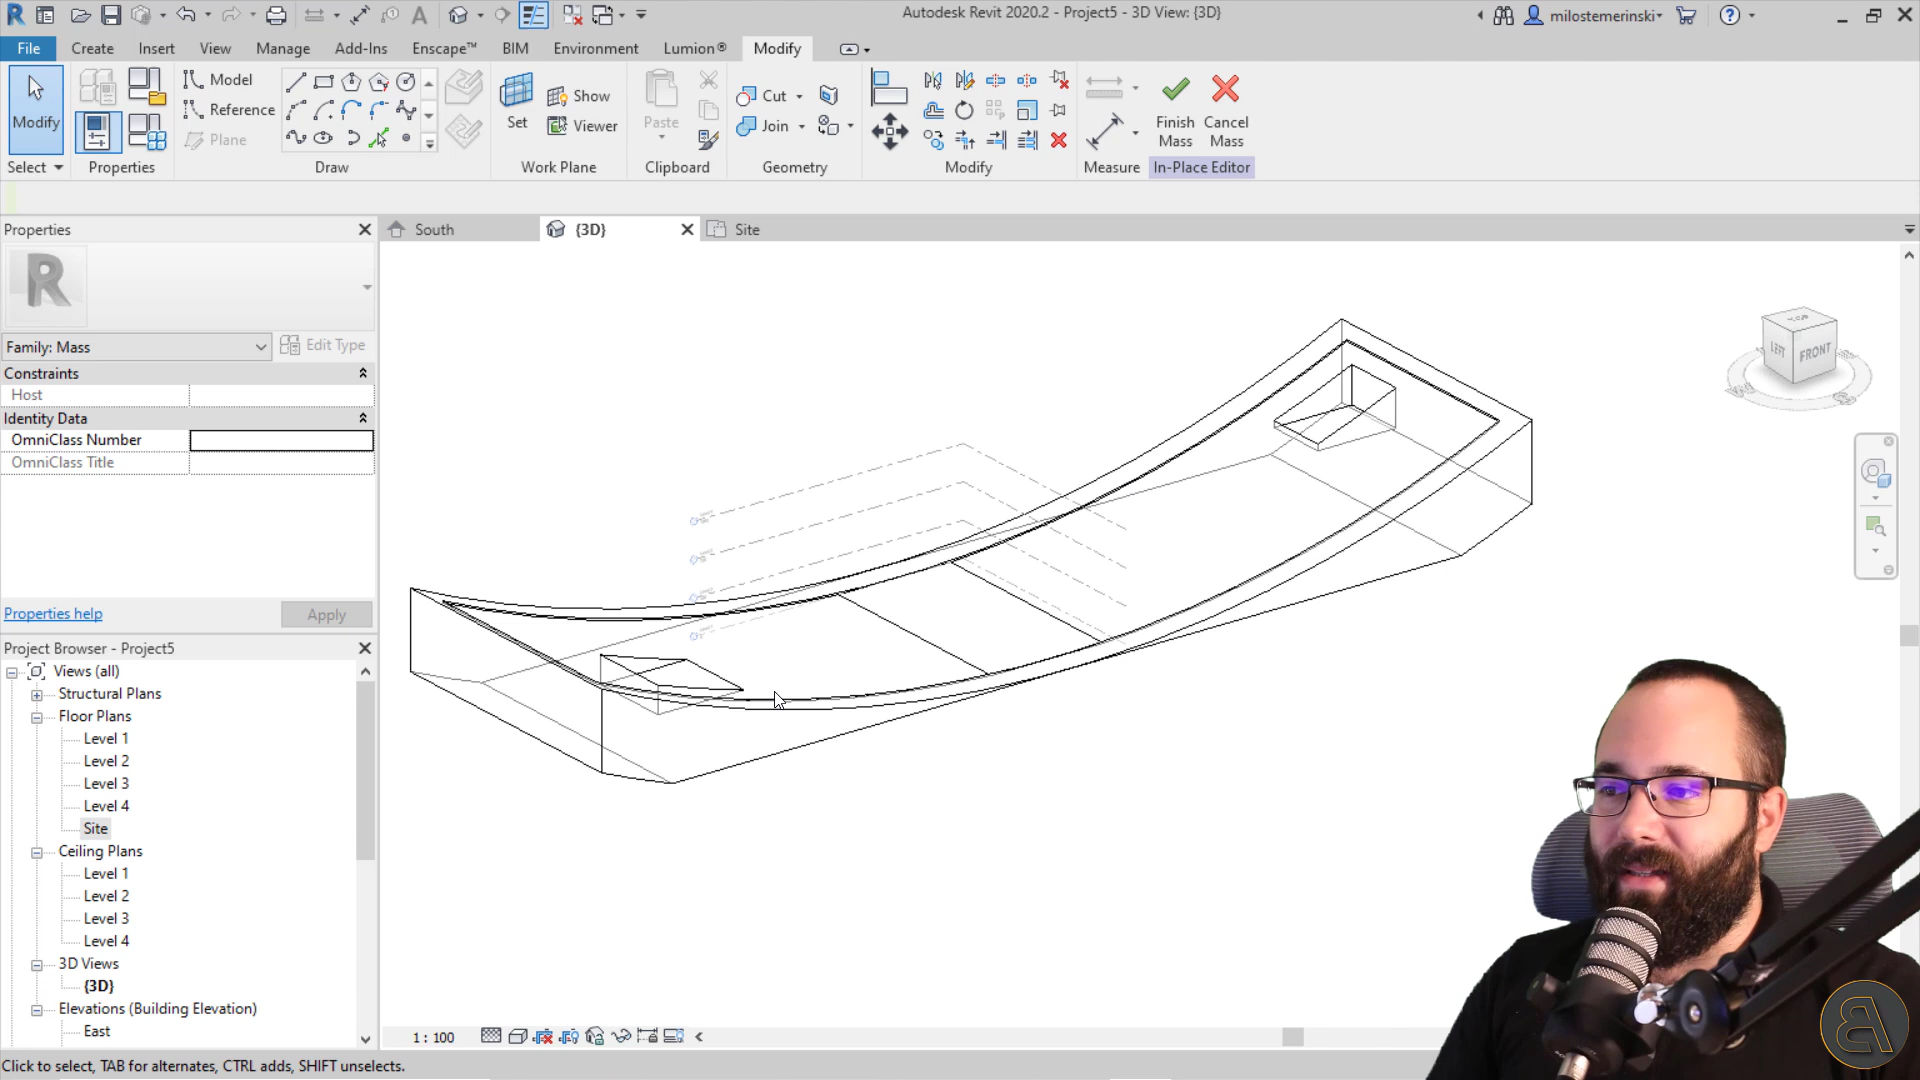 Autodesk Revit 2020.2 - Project5 - 3D View: {3D}
milostemerinski
File Create Insert View Manage Add-Ins Enscape™ BIM Environment Lumion® Modify
Modify
Select
Properties
Model
Reference
Plane
Draw
Set
Show
Viewer
Work Plane
Paste
Clipboard
Cut
Join
Geometry
Modify
Measure
Finish Mass
Cancel Mass
In-Place Editor
Properties
South
{3D}
Site
R
Family: Mass
Edit Type
Constraints
Host
Identity Data
OmniClass Number
OmniClass Title
Properties help
Apply
Project Browser - Project5
Views (all)
Structural Plans
Floor Plans
Level 1
Level 2
Level 3
Level 4
Site
Ceiling Plans
Level 1
Level 2
Level 3
Level 4
3D Views
{3D}
Elevations (Building Elevation)
East
TOP
LEFT
FRONT
1 : 100
Click to select, TAB for alternates, CTRL adds, SHIFT unselects.